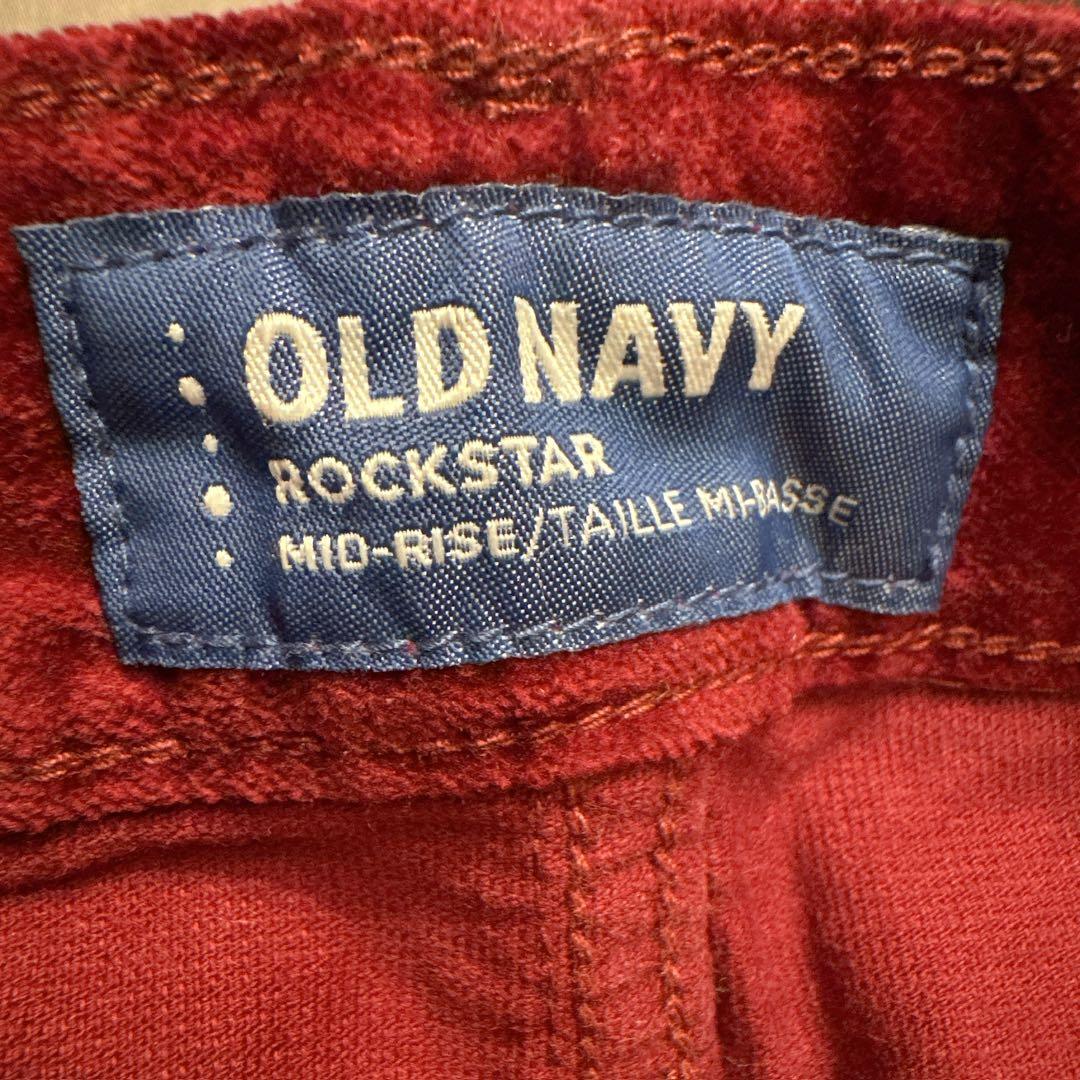 OLD NAVY
ROCKSTAR
MID-RISE/TAILLE MI-BASSE